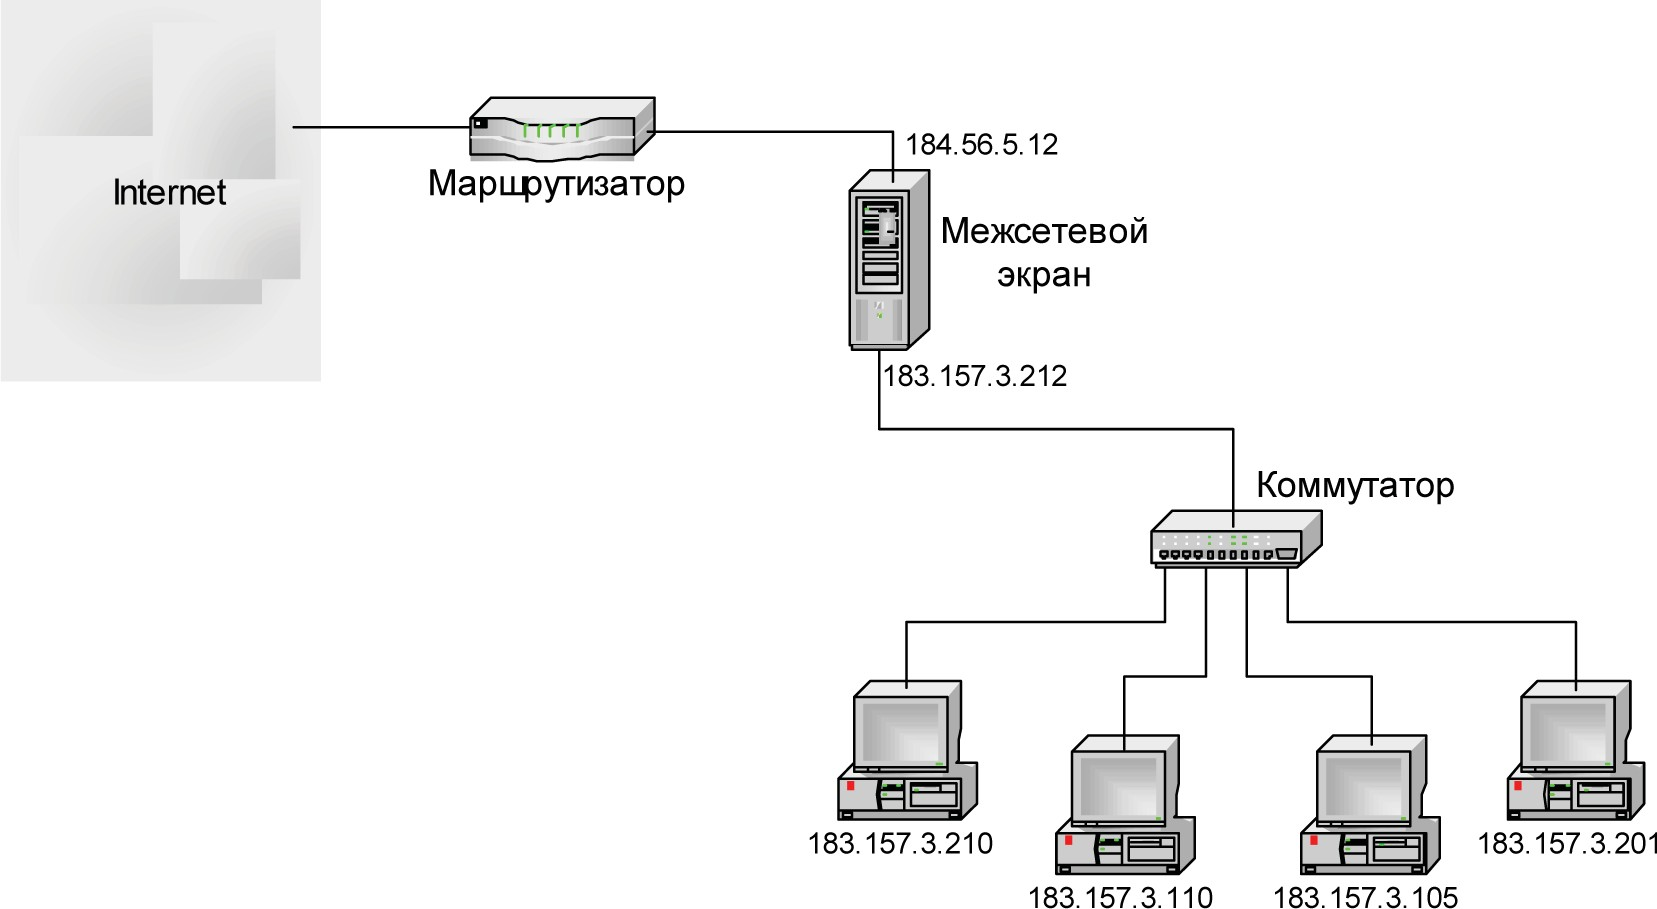 Internet
Маршрутизатор
184.56.5.12
Межсетевой
экран
183.157.3.212
Коммутатор
183.157.3.210
183.157.3.110
183.157.3.105
183.157.3.201